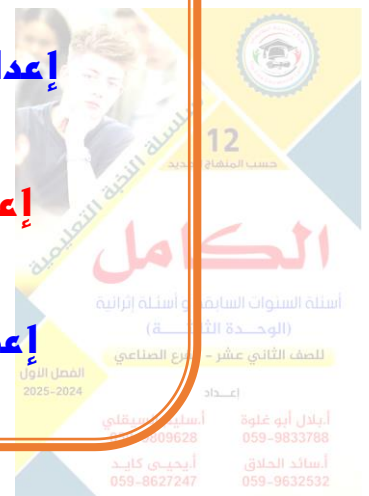 إعدا
12
حسب المنهاج الجديد
سلسلة النخبة التعليمية
إع
الكامل
أسئلة السنوات السابقة و أسئلة إثرائية
(الوحدة الثالثة)
إعد
للصف الثاني عشر - الفرع الصناعي
الفصل الأول
2025-2024
إعداد
أ.بلال أبو غلوة
059-9833788
أ.سائد الحلاق أ.يحيى كايد
059-9632532 059-8627247